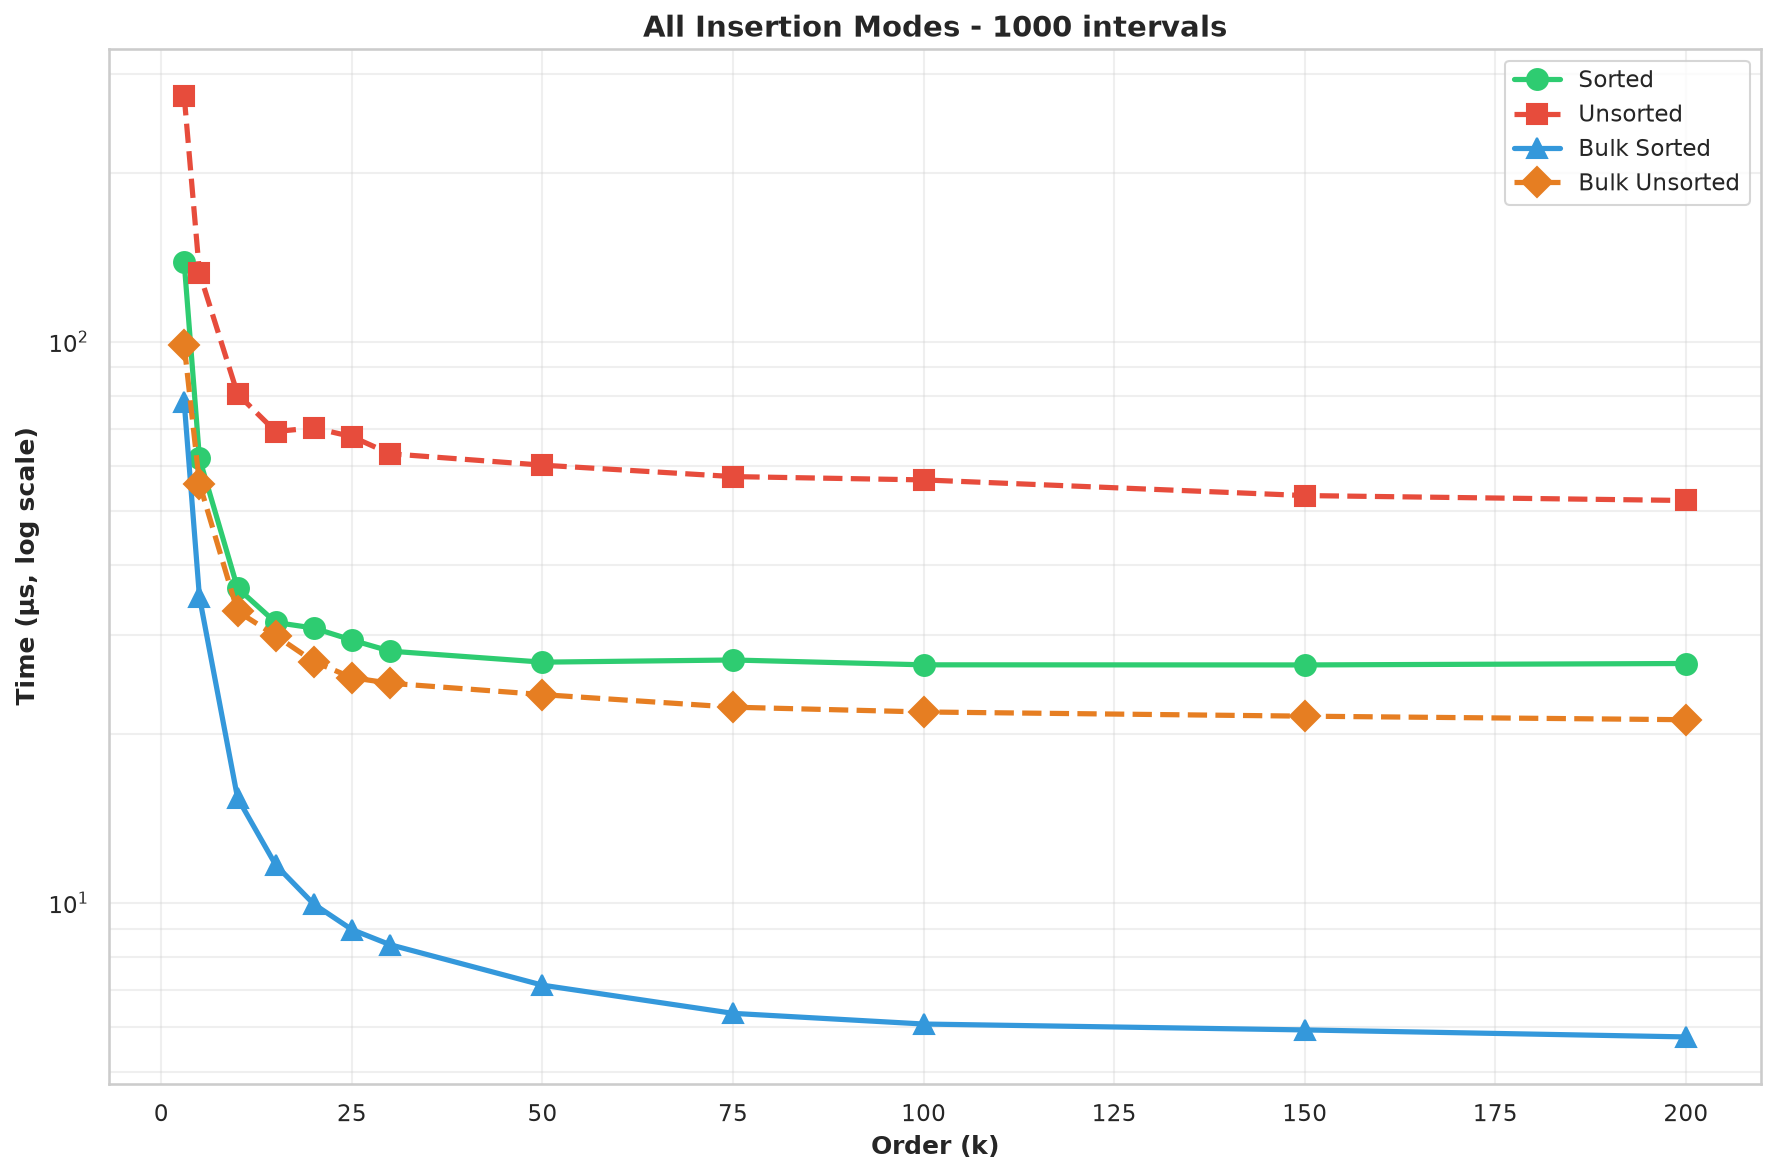 All Insertion Modes - 1000 intervals
Sorted
Unsorted
Bulk Sorted
Bulk Unsorted
Time (µs, log scale)
10²
10¹
0 25 50 75 100 125 150 175 200
Order (k)